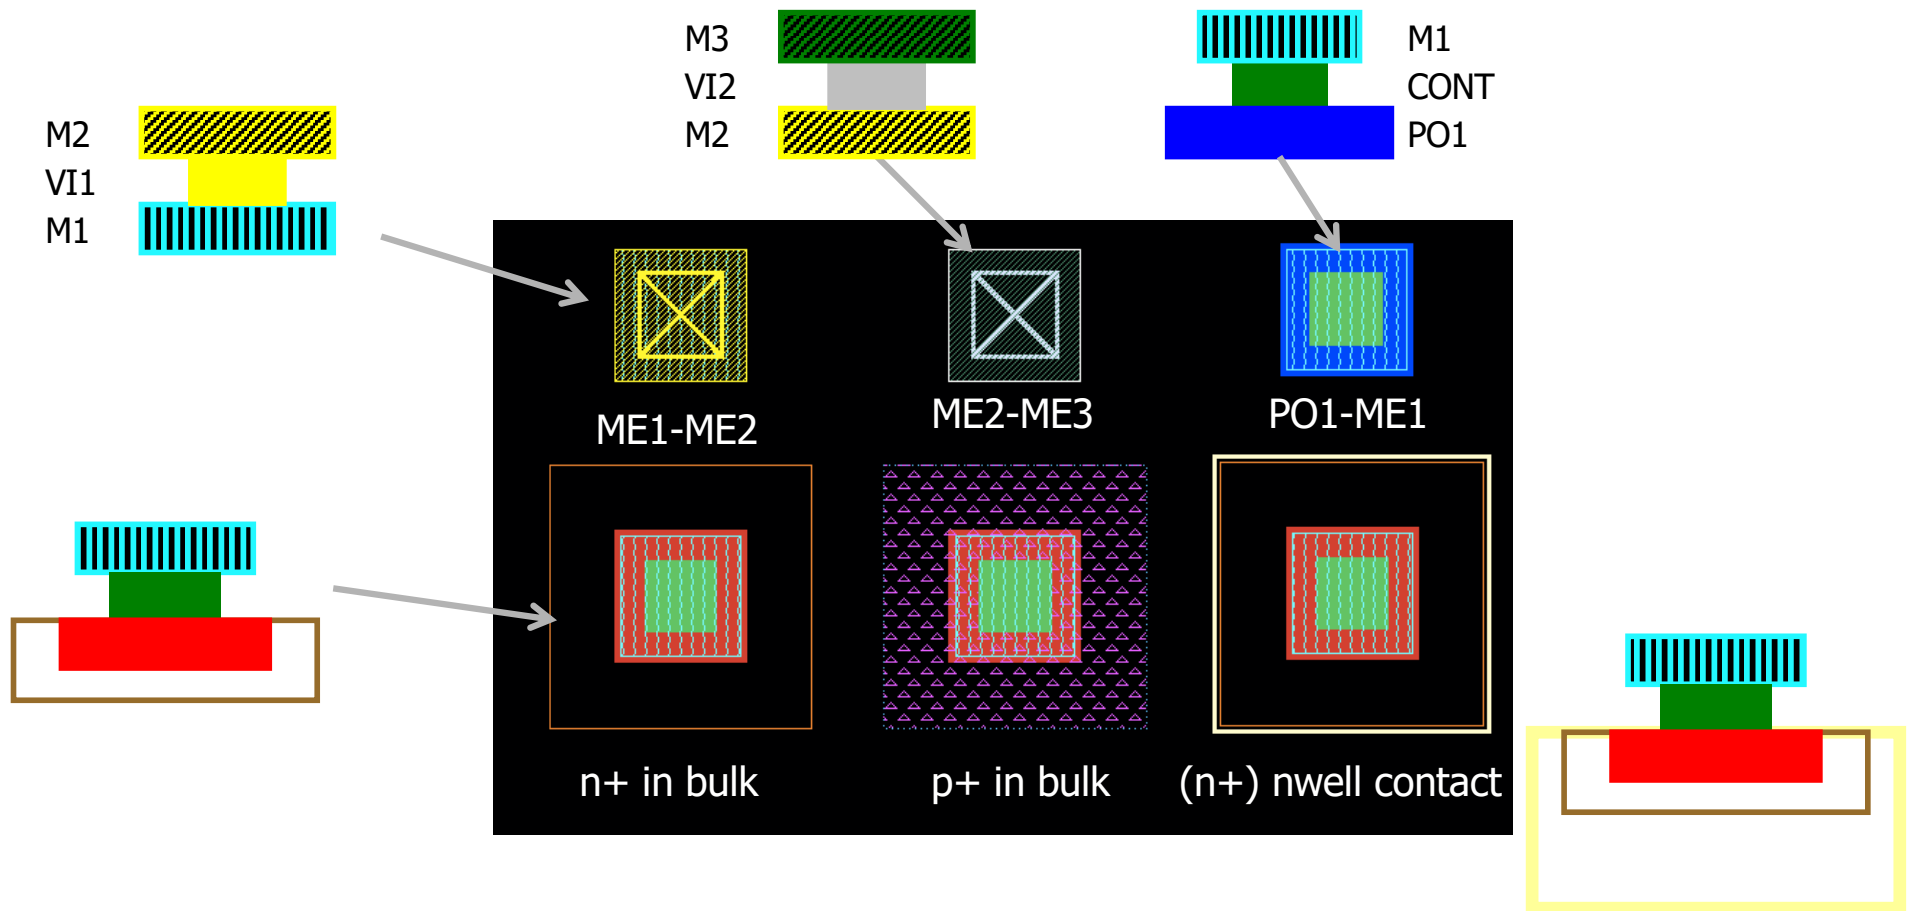 M3
VI2
M2
M1
CONT
PO1
M2
VI1
M1
ME1-ME2
ME2-ME3
PO1-ME1
n+ in bulk
p+ in bulk
(n+) nwell contact